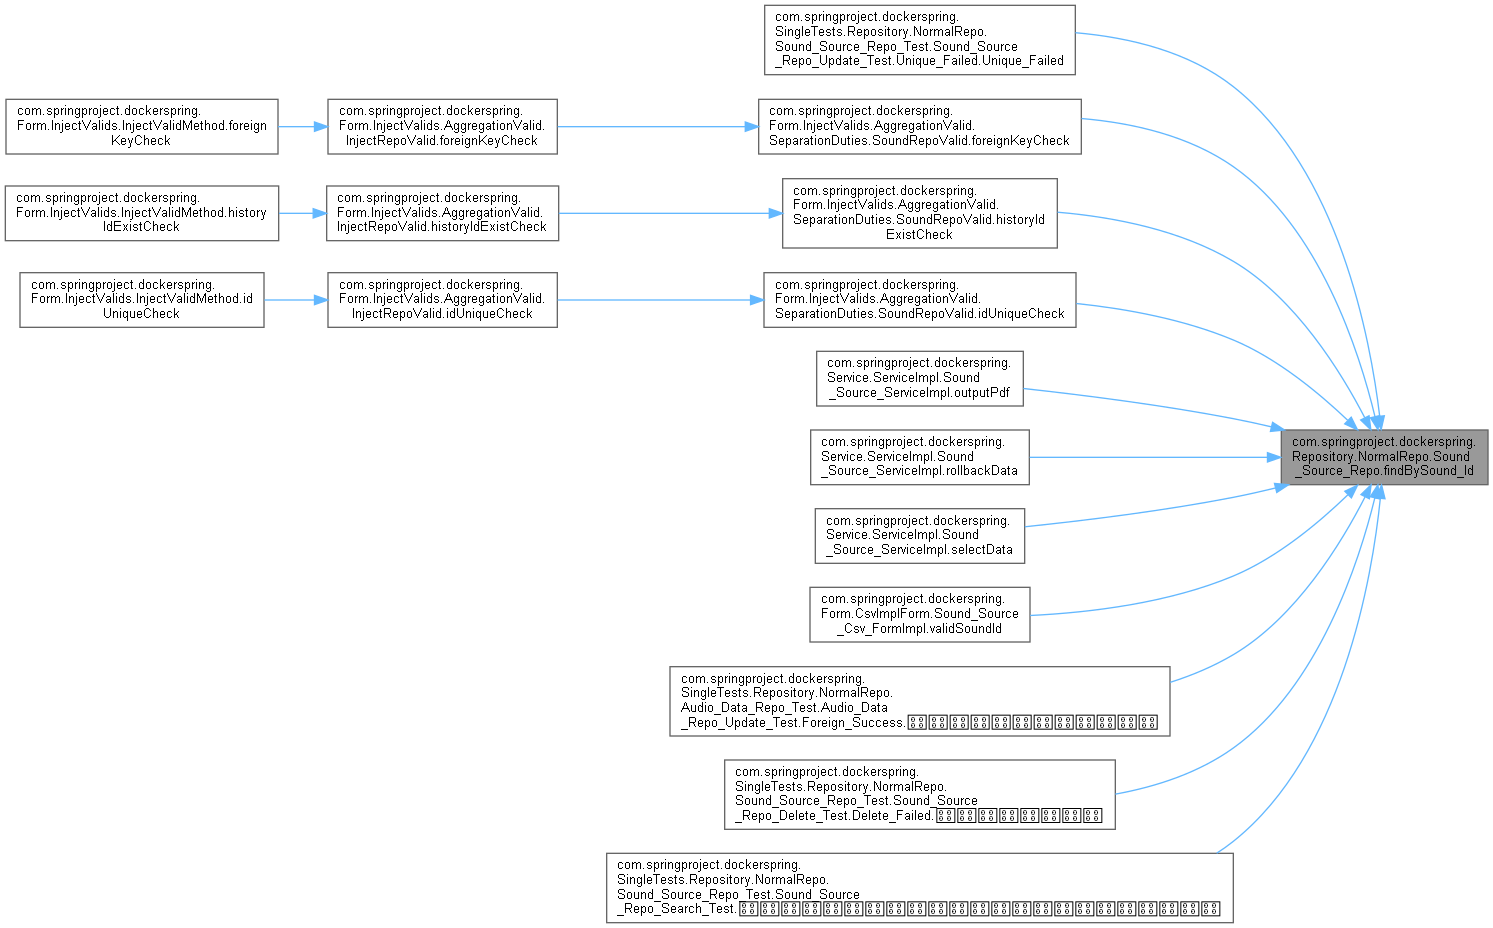 com.springproject.dockerspring.
SingleTests.Repository.NormalRepo.
Sound_Source_Repo_Test.Sound_Source
_Repo_Update_Test.Unique_Failed.Unique_Failed
com.springproject.dockerspring.
Form.InjectValids.InjectValidMethod.foreign
KeyCheck
com.springproject.dockerspring.
Form.InjectValids.AggregationValid.
InjectRepoValid.foreignKeyCheck
com.springproject.dockerspring.
Form.InjectValids.AggregationValid.
SeparationDuties.SoundRepoValid.foreignKeyCheck
com.springproject.dockerspring.
Form.InjectValids.InjectValidMethod.history
IdExistCheck
com.springproject.dockerspring.
Form.InjectValids.AggregationValid.
InjectRepoValid.historyIdExistCheck
com.springproject.dockerspring.
Form.InjectValids.AggregationValid.
SeparationDuties.SoundRepoValid.historyId
ExistCheck
com.springproject.dockerspring.
Form.InjectValids.InjectValidMethod.id
UniqueCheck
com.springproject.dockerspring.
Form.InjectValids.AggregationValid.
InjectRepoValid.idUniqueCheck
com.springproject.dockerspring.
Form.InjectValids.AggregationValid.
SeparationDuties.SoundRepoValid.idUniqueCheck
com.springproject.dockerspring.
Service.ServiceImpl.Sound
_Source_ServiceImpl.outputPdf
com.springproject.dockerspring.
Service.ServiceImpl.Sound
_Source_ServiceImpl.rollbackData
com.springproject.dockerspring.
Repository.NormalRepo.Sound
_Source_Repo.findBySound_Id
com.springproject.dockerspring.
Service.ServiceImpl.Sound
_Source_ServiceImpl.selectData
com.springproject.dockerspring.
Form.CsvImplForm.Sound_Source
_Csv_FormImpl.validSoundId
com.springproject.dockerspring.
SingleTests.Repository.NormalRepo.
Audio_Data_Repo_Test.Audio_Data
_Repo_Update_Test.Foreign_Success.
com.springproject.dockerspring.
SingleTests.Repository.NormalRepo.
Sound_Source_Repo_Test.Sound_Source
_Repo_Delete_Test.Delete_Failed.
com.springproject.dockerspring.
SingleTests.Repository.NormalRepo.
Sound_Source_Repo_Test.Sound_Source
_Repo_Search_Test.